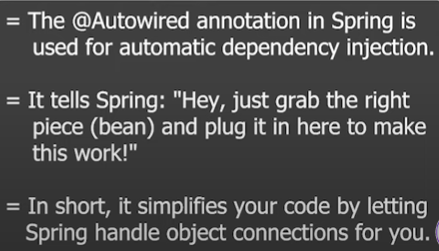 = The @Autowired annotation in Spring is
used for automatic dependency injection.
= It tells Spring: "Hey, just grab the right
piece (bean) and plug it in here to make
this work!"
= In short, it simplifies your code by letting
Spring handle object connections for you.